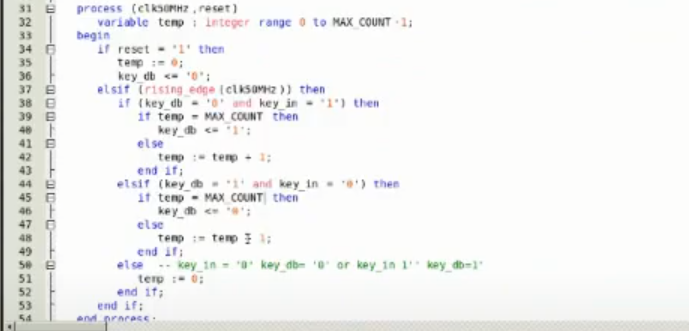 31 process (clk50MHz,reset)
32 variable temp : integer range 0 to MAX_COUNT -1;
33 begin
34 if reset = '1' then
35 temp := 0;
36 key_db <= '0';
37 elsif (rising_edge(clk50MHz)) then
38 if (key_db = '0' and key_in = '1') then
39 if temp = MAX_COUNT then
40 key_db <= '1';
41 else
42 temp := temp + 1;
43 end if;
44 elsif (key_db = '1' and key_in = '0') then
45 if temp = MAX_COUNT then
46 key_db <= '0';
47 else
48 temp := temp + 1;
49 end if;
50 else -- key_in = '0' key_db= '0' or key_in 1'' key_db=1'
51 temp := 0;
52 end if;
53 end if;
54 end process;